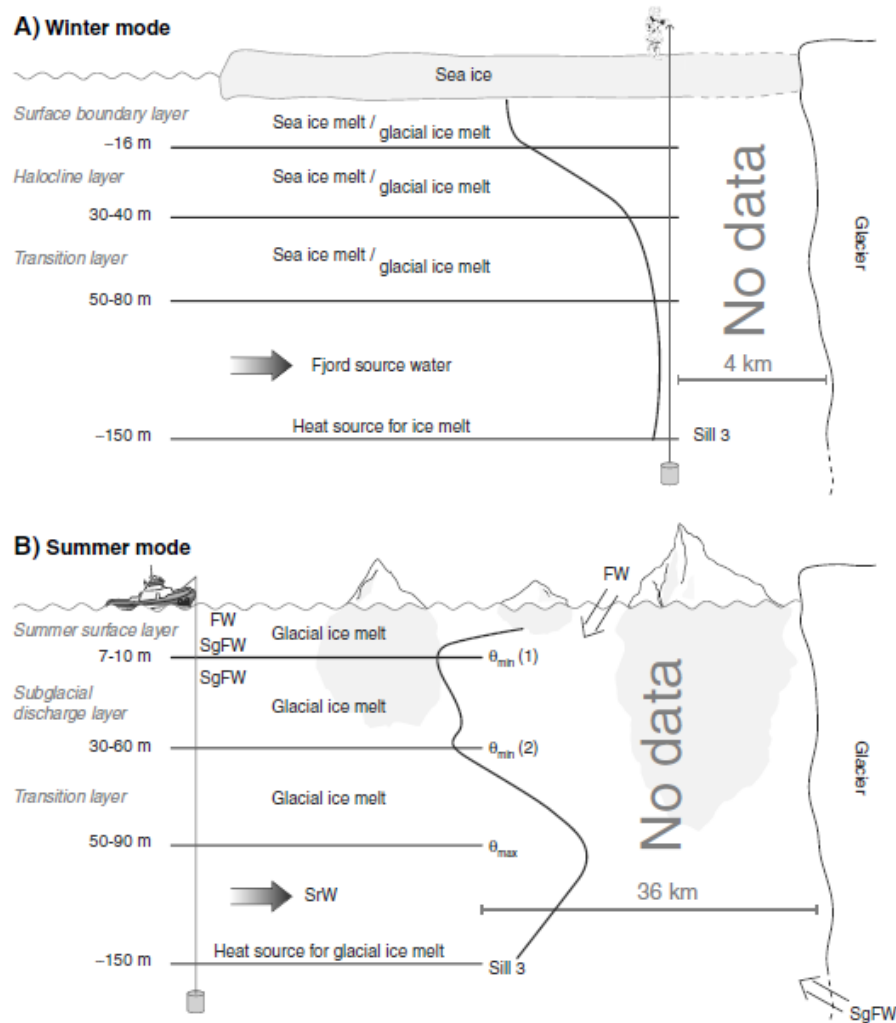 A) Winter mode
Sea ice
Surface boundary layer
Sea ice melt / glacial ice melt
~16 m
Halocline layer
Sea ice melt / glacial ice melt
30-40 m
Transition layer
Sea ice melt / glacial ice melt
50-80 m
No data
Glacier
4 km
Fjord source water
Heat source for ice melt
~150 m
Sill 3
B) Summer mode
FW
FW
Summer surface layer
Glacial ice melt
SgFW
7-10 m
θmin (1)
SgFW
Subglacial
discharge layer
Glacial ice melt
30-60 m
θmin (2)
Transition layer
Glacial ice melt
50-90 m
θmax
No data
Glacier
36 km
SrW
Heat source for glacial ice melt
~150 m
Sill 3
SgFW